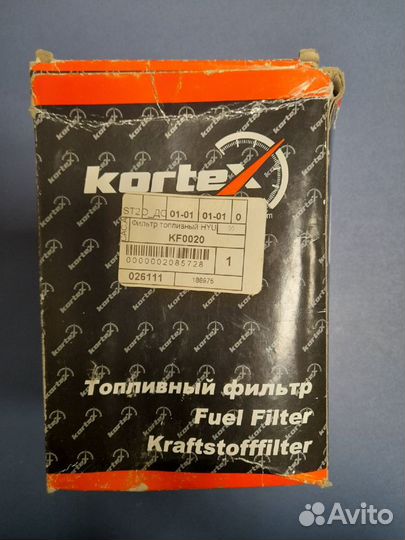 kortex
ST2D_ДС 01-01 01-01 0
Фильтр топливный HYU
KF0020
0000002085728
1
026111
186975
Топливный фильтр
Fuel Filter
Kraftstofffilter
Avito